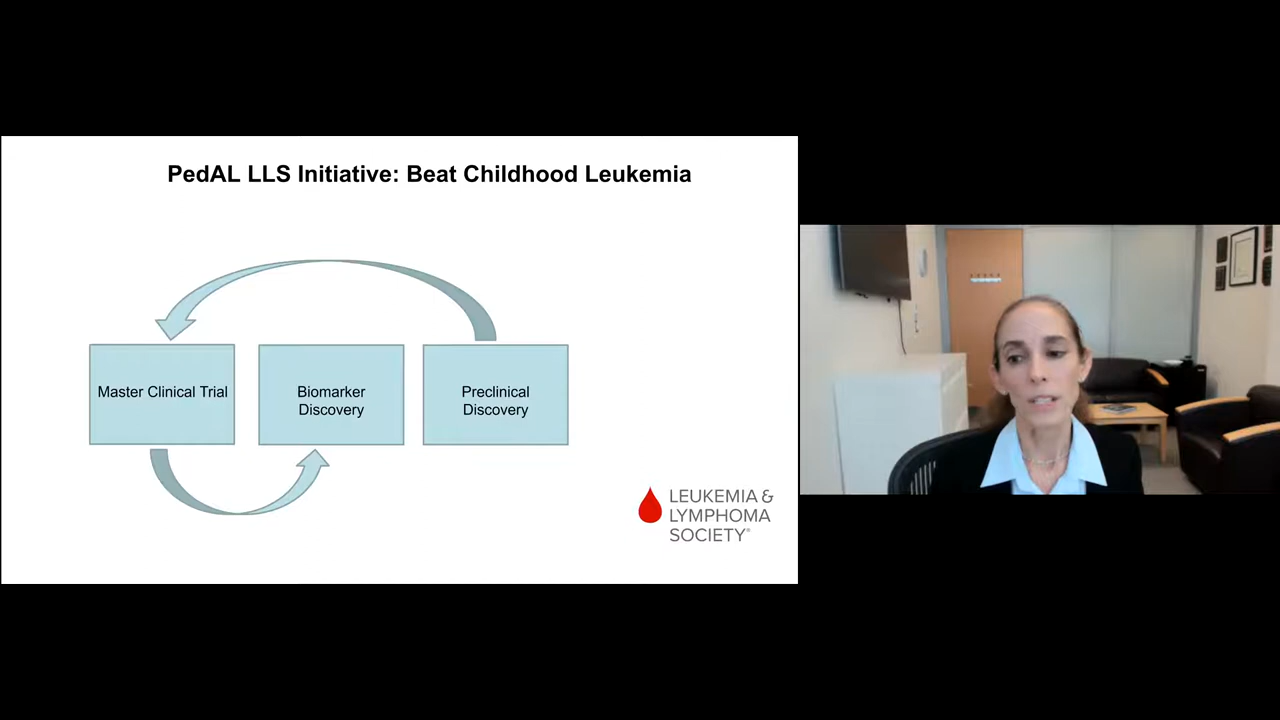 PedAL LLS Initiative: Beat Childhood Leukemia
Master Clinical Trial
Biomarker
Discovery
Preclinical
Discovery
LEUKEMIA &
LYMPHOMA
SOCIETY®